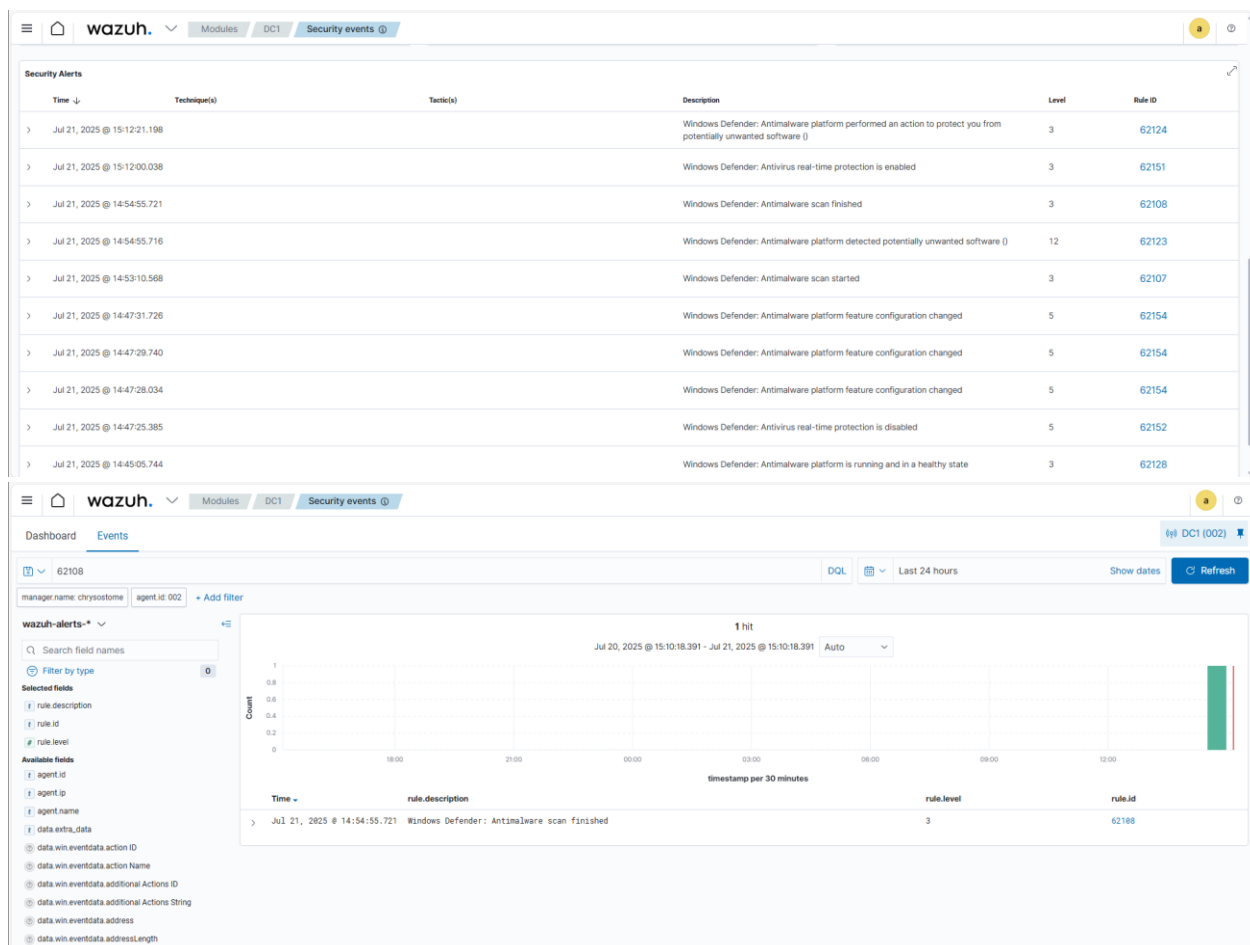 wazuh. Modules DC1 Security events a
Security Alerts
Time Technique(s) Tactic(s) Description Level Rule ID
Jul 21, 2025 @ 15:12:21.198 Windows Defender: Antimalware platform performed an action to protect you from potentially unwanted software () 3 62124
Jul 21, 2025 @ 15:12:00.038 Windows Defender: Antivirus real-time protection is enabled 3 62151
Jul 21, 2025 @ 14:54:55.721 Windows Defender: Antimalware scan finished 3 62108
Jul 21, 2025 @ 14:54:55.716 Windows Defender: Antimalware platform detected potentially unwanted software () 12 62123
Jul 21, 2025 @ 14:53:10.568 Windows Defender: Antimalware scan started 3 62107
Jul 21, 2025 @ 14:47:31.726 Windows Defender: Antimalware platform feature configuration changed 5 62154
Jul 21, 2025 @ 14:47:29.740 Windows Defender: Antimalware platform feature configuration changed 5 62154
Jul 21, 2025 @ 14:47:28.034 Windows Defender: Antimalware platform feature configuration changed 5 62154
Jul 21, 2025 @ 14:47:25.385 Windows Defender: Antivirus real-time protection is disabled 5 62152
Jul 21, 2025 @ 14:45:05.744 Windows Defender: Antimalware platform is running and in a healthy state 3 62128
wazuh. Modules DC1 Security events a
Dashboard Events DC1 (002)
62108 DQL Last 24 hours Show dates Refresh
manager.name: chrysostome agent.id: 002 + Add filter
wazuh-alerts-*
Search field names
Filter by type 0
Selected fields
t rule.description
t rule.id
# rule.level
Available fields
t agent.id
t agent.ip
t agent.name
t data.extra_data
data.win.eventdata.action ID
data.win.eventdata.action Name
data.win.eventdata.additional Actions ID
data.win.eventdata.additional Actions String
data.win.eventdata.address
data.win.eventdata.addressLength
1 hit
Jul 20, 2025 @ 15:10:18.391 - Jul 21, 2025 @ 15:10:18.391 Auto
Count
1
0.8
0.6
0.4
0.2
0
18:00 21:00 00:00 03:00 06:00 09:00 12:00
timestamp per 30 minutes
Time rule.description rule.level rule.id
Jul 21, 2025 @ 14:54:55.721 Windows Defender: Antimalware scan finished 3 62108